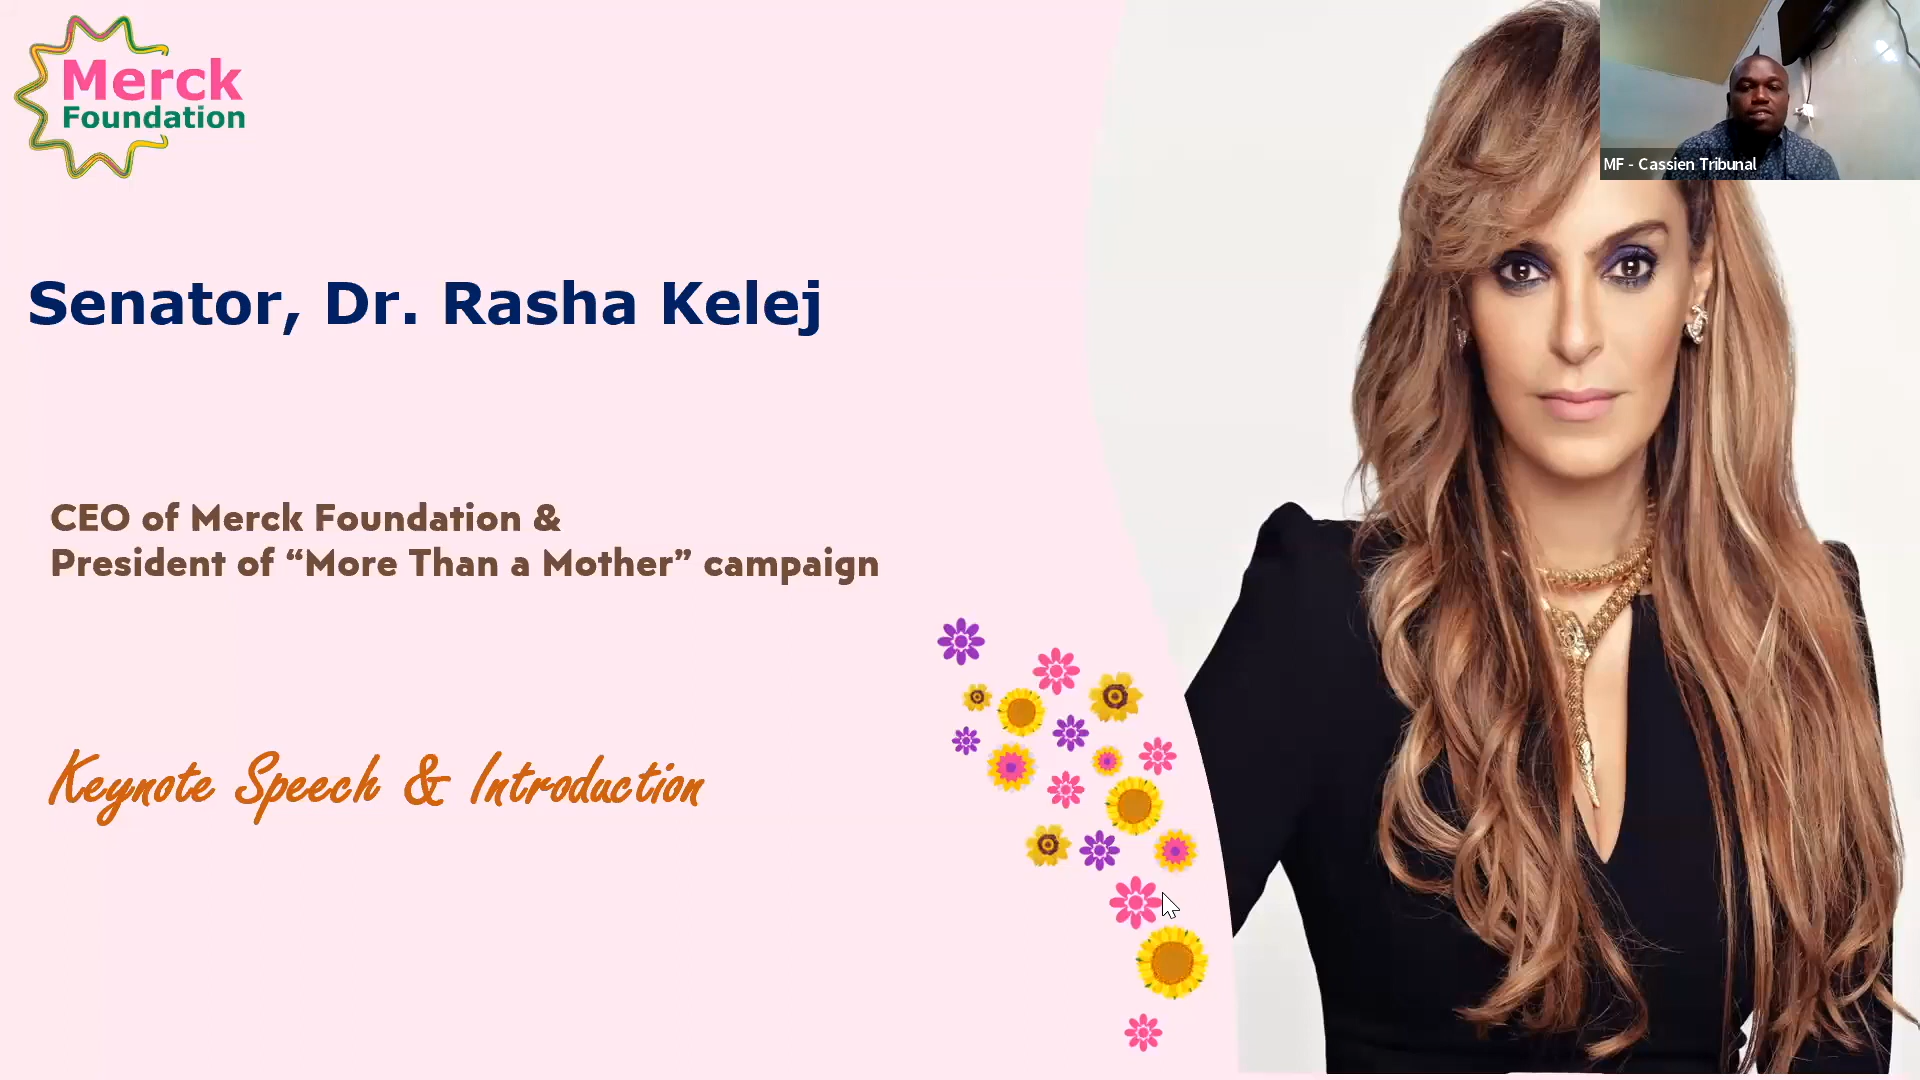 Merck
Foundation
MF - Cassien Tribunal
Senator, Dr. Rasha Kelej
CEO of Merck Foundation &
President of “More Than a Mother” campaign
Keynote Speech & Introduction